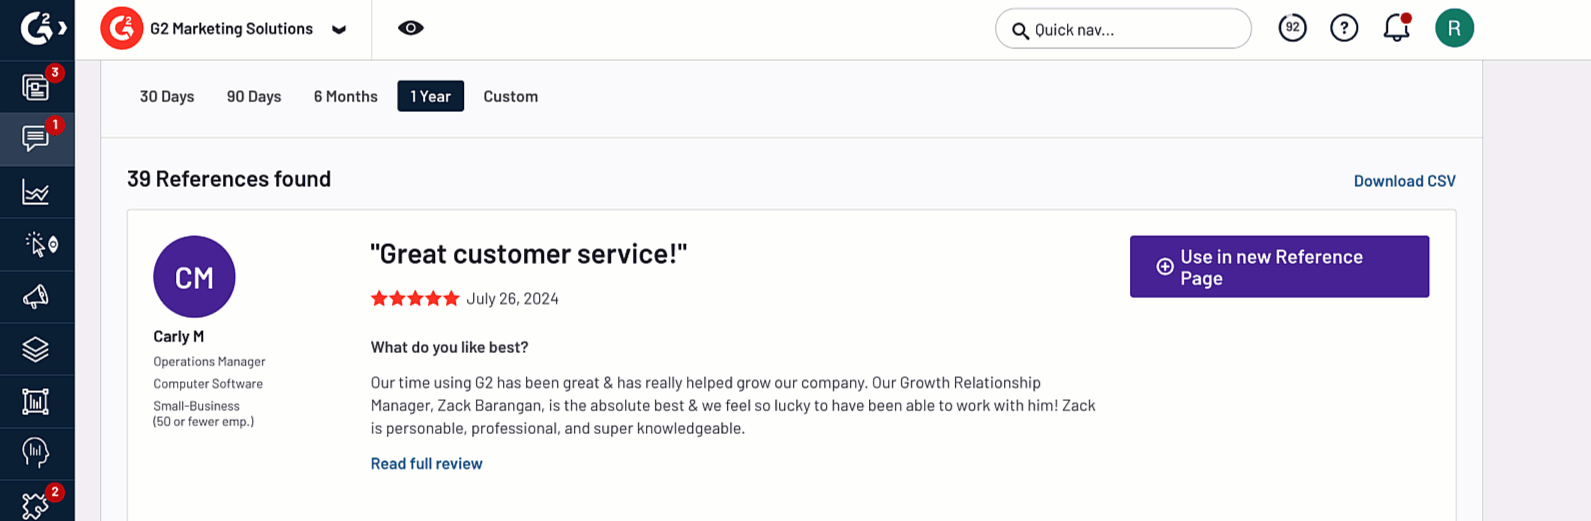 G2
G2 G2 Marketing Solutions
Quick nav...
92
?
R
3
1
2
30 Days 90 Days 6 Months 1 Year Custom
39 References found
Download CSV
CM
Carly M
Operations Manager
Computer Software
Small-Business
(50 or fewer emp.)
"Great customer service!"
July 26, 2024
What do you like best?
Our time using G2 has been great & has really helped grow our company. Our Growth Relationship
Manager, Zack Barangan, is the absolute best & we feel so lucky to have been able to work with him! Zack
is personable, professional, and super knowledgeable.
Read full review
Use in new Reference
Page